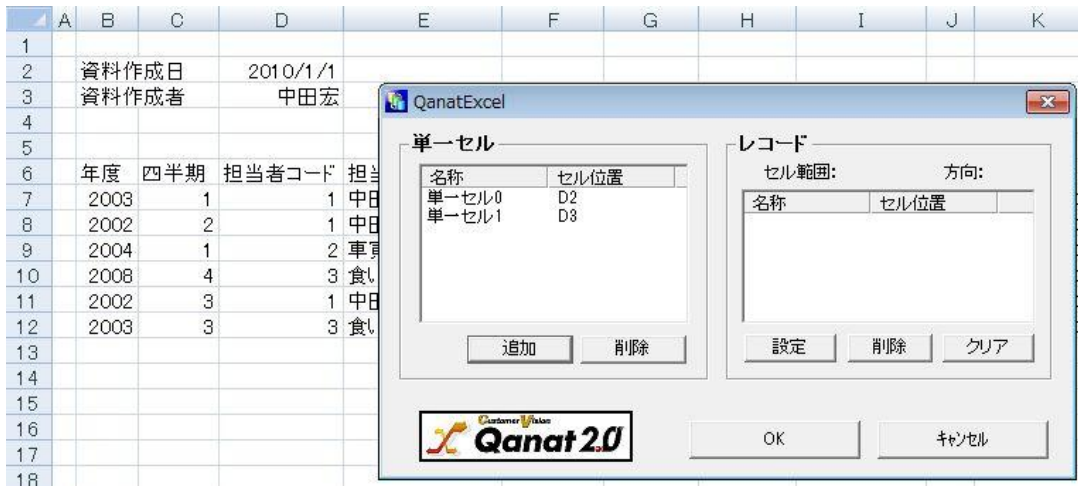 A B C D E F G H I J K
1
2 資料作成日 2010/1/1
3 資料作成者 中田宏
4
5
6 年度 四半期 担当者コード
7 2003 1 1 中
8 2002 2 1 中
9 2004 1 2 車
10 2008 4 3 食い
11 2002 3 1 中
12 2003 3 3 食い
13
14
15
16
17
18
QanatExcel
単一セル
名称 セル位置
単一セル0 D2
単一セル1 D3
追加 削除
レコード
セル範囲: 方向:
名称 セル位置
設定 削除 クリア
Customer Vision
Qanat 2.0
OK キャンセル